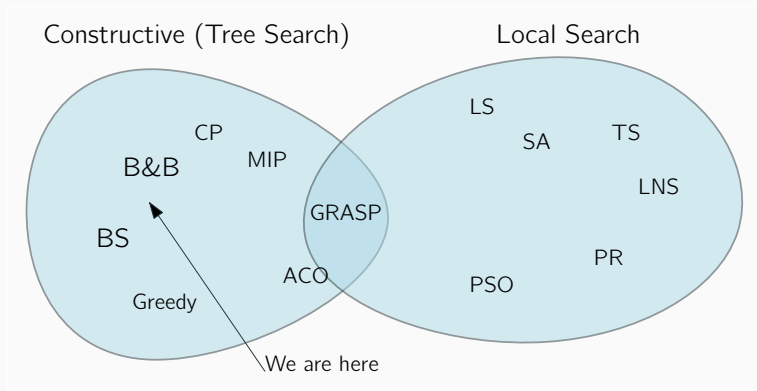 Constructive (Tree Search)
Local Search
CP
B&B
MIP
BS
Greedy
ACO
GRASP
LS
SA
TS
LNS
PR
PSO
We are here